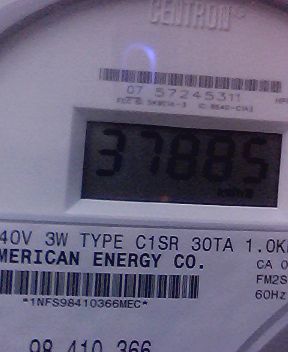 CENTRON
07 57245311
37885
40V 3W TYPE C1SR 30TA 1.0K
MERICAN ENERGY CO.
CA 0
FM2S
60Hz
*1NFS98410366MEC*
98 410 366